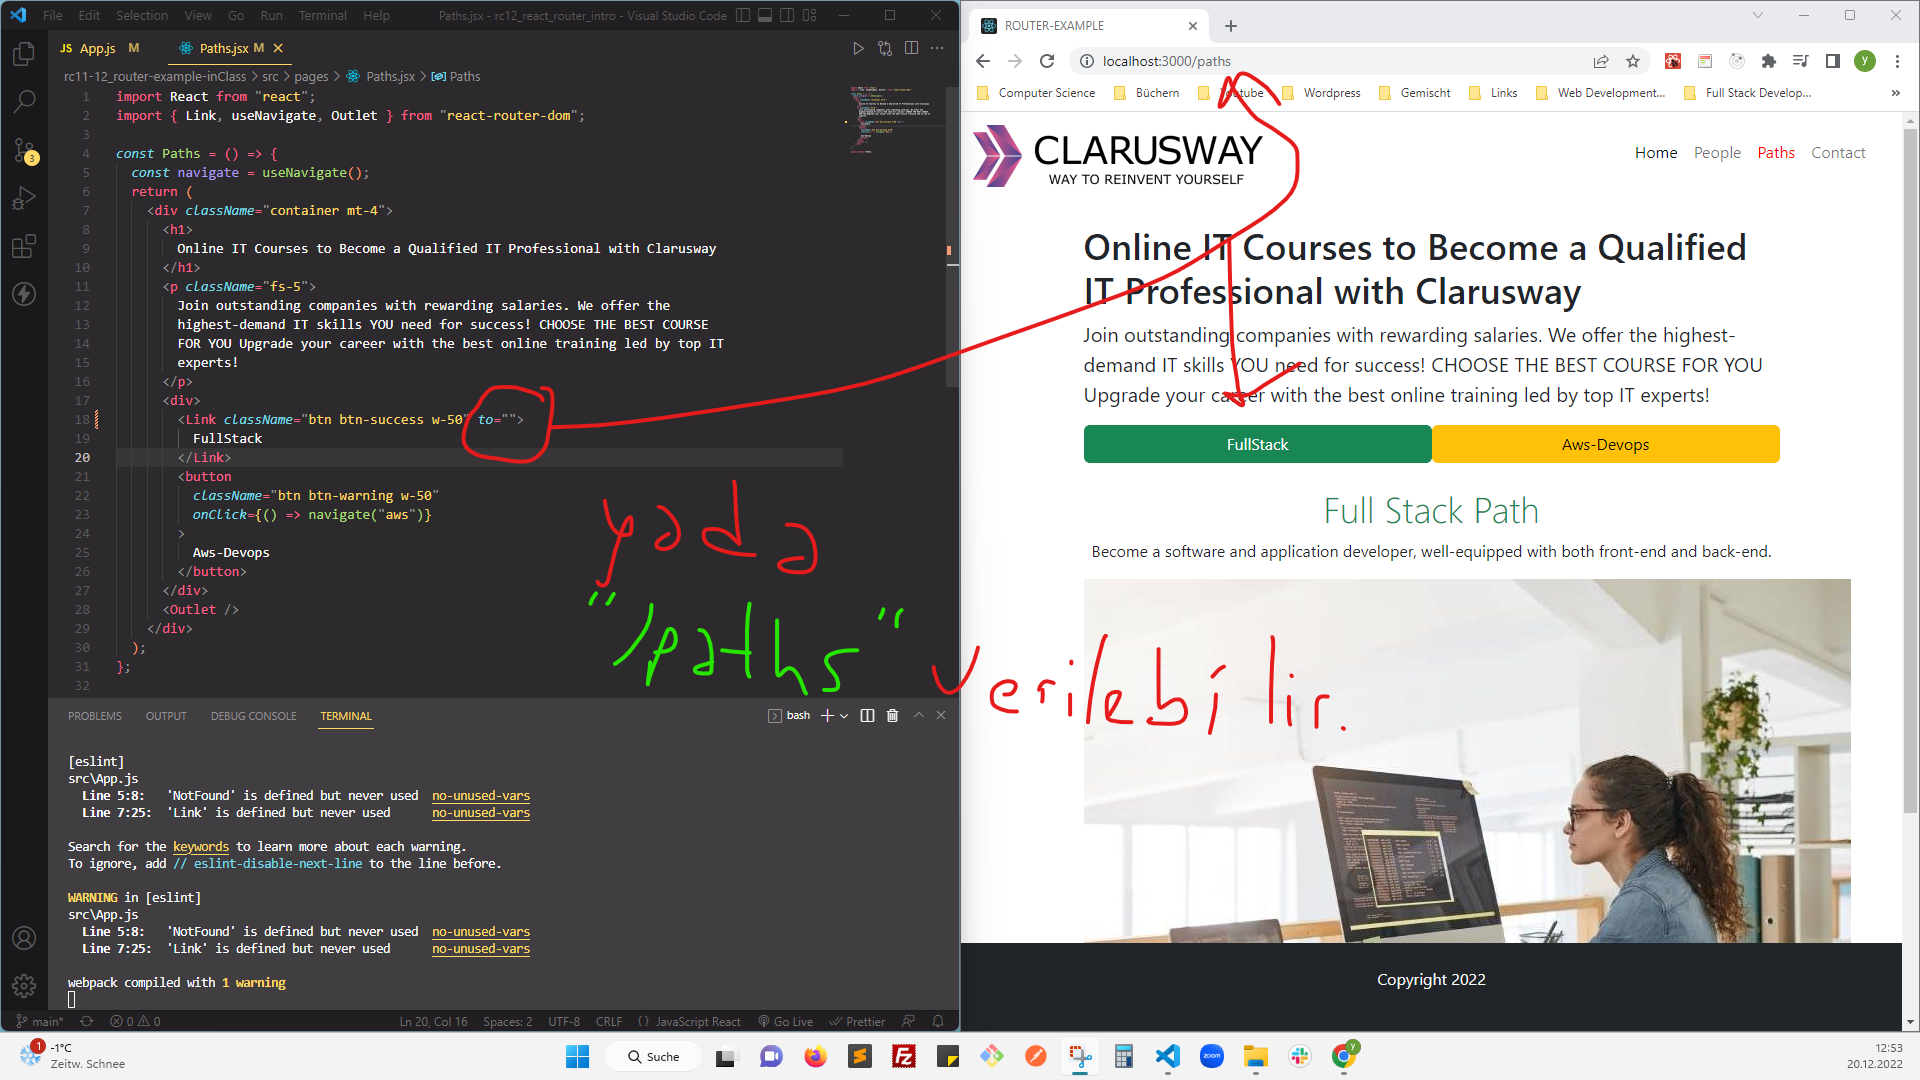 File Edit Selection View Go Run Terminal Help Paths.jsx - rc12_react_router_intro - Visual Studio Code
JS App.js M Paths.jsx M
rc11-12_router-example-inClass > src > pages > Paths.jsx > Paths
1 import React from "react";
2 import { Link, useNavigate, Outlet } from "react-router-dom";
3
4 const Paths = () => {
5 const navigate = useNavigate();
6 return (
7 <div className="container mt-4">
8 <h1>
9 Online IT Courses to Become a Qualified IT Professional with Clarusway
10 </h1>
11 <p className="fs-5">
12 Join outstanding companies with rewarding salaries. We offer the
13 highest-demand IT skills YOU need for success! CHOOSE THE BEST COURSE
14 FOR YOU Upgrade your career with the best online training led by top IT
15 experts!
16 </p>
17 <div>
18 <Link className="btn btn-success w-50" to="">
19 FullStack
20 </Link>
21 <button
22 className="btn btn-warning w-50"
23 onClick={() => navigate("aws")}
24 >
25 Aws-Devops
26 </button>
27 </div>
28 <Outlet />
29 </div>
30 );
31 };
32
yada
"/paths" verilebilir.
3
PROBLEMS OUTPUT DEBUG CONSOLE TERMINAL bash
[eslint]
src\App.js
Line 5:8: 'NotFound' is defined but never used no-unused-vars
Line 7:25: 'Link' is defined but never used no-unused-vars
Search for the keywords to learn more about each warning.
To ignore, add // eslint-disable-next-line to the line before.
WARNING in [eslint]
src\App.js
Line 5:8: 'NotFound' is defined but never used no-unused-vars
Line 7:25: 'Link' is defined but never used no-unused-vars
webpack compiled with 1 warning
main* 0 0 Ln 20, Col 16 Spaces: 2 UTF-8 CRLF {} JavaScript React Go Live Prettier
ROUTER-EXAMPLE
localhost:3000/paths
y
Computer Science Büchern Youtube Wordpress Gemischt Links Web Development... Full Stack Develop... »
CLARUSWAY
WAY TO REINVENT YOURSELF
Home People Paths Contact
Online IT Courses to Become a Qualified
IT Professional with Clarusway
Join outstanding companies with rewarding salaries. We offer the highest-
demand IT skills YOU need for success! CHOOSE THE BEST COURSE FOR YOU
Upgrade your career with the best online training led by top IT experts!
FullStack Aws-Devops
Full Stack Path
Become a software and application developer, well-equipped with both front-end and back-end.
Copyright 2022
1 -1°C
Zeitw. Schnee
Suche
zoom
y
12:53
20.12.2022